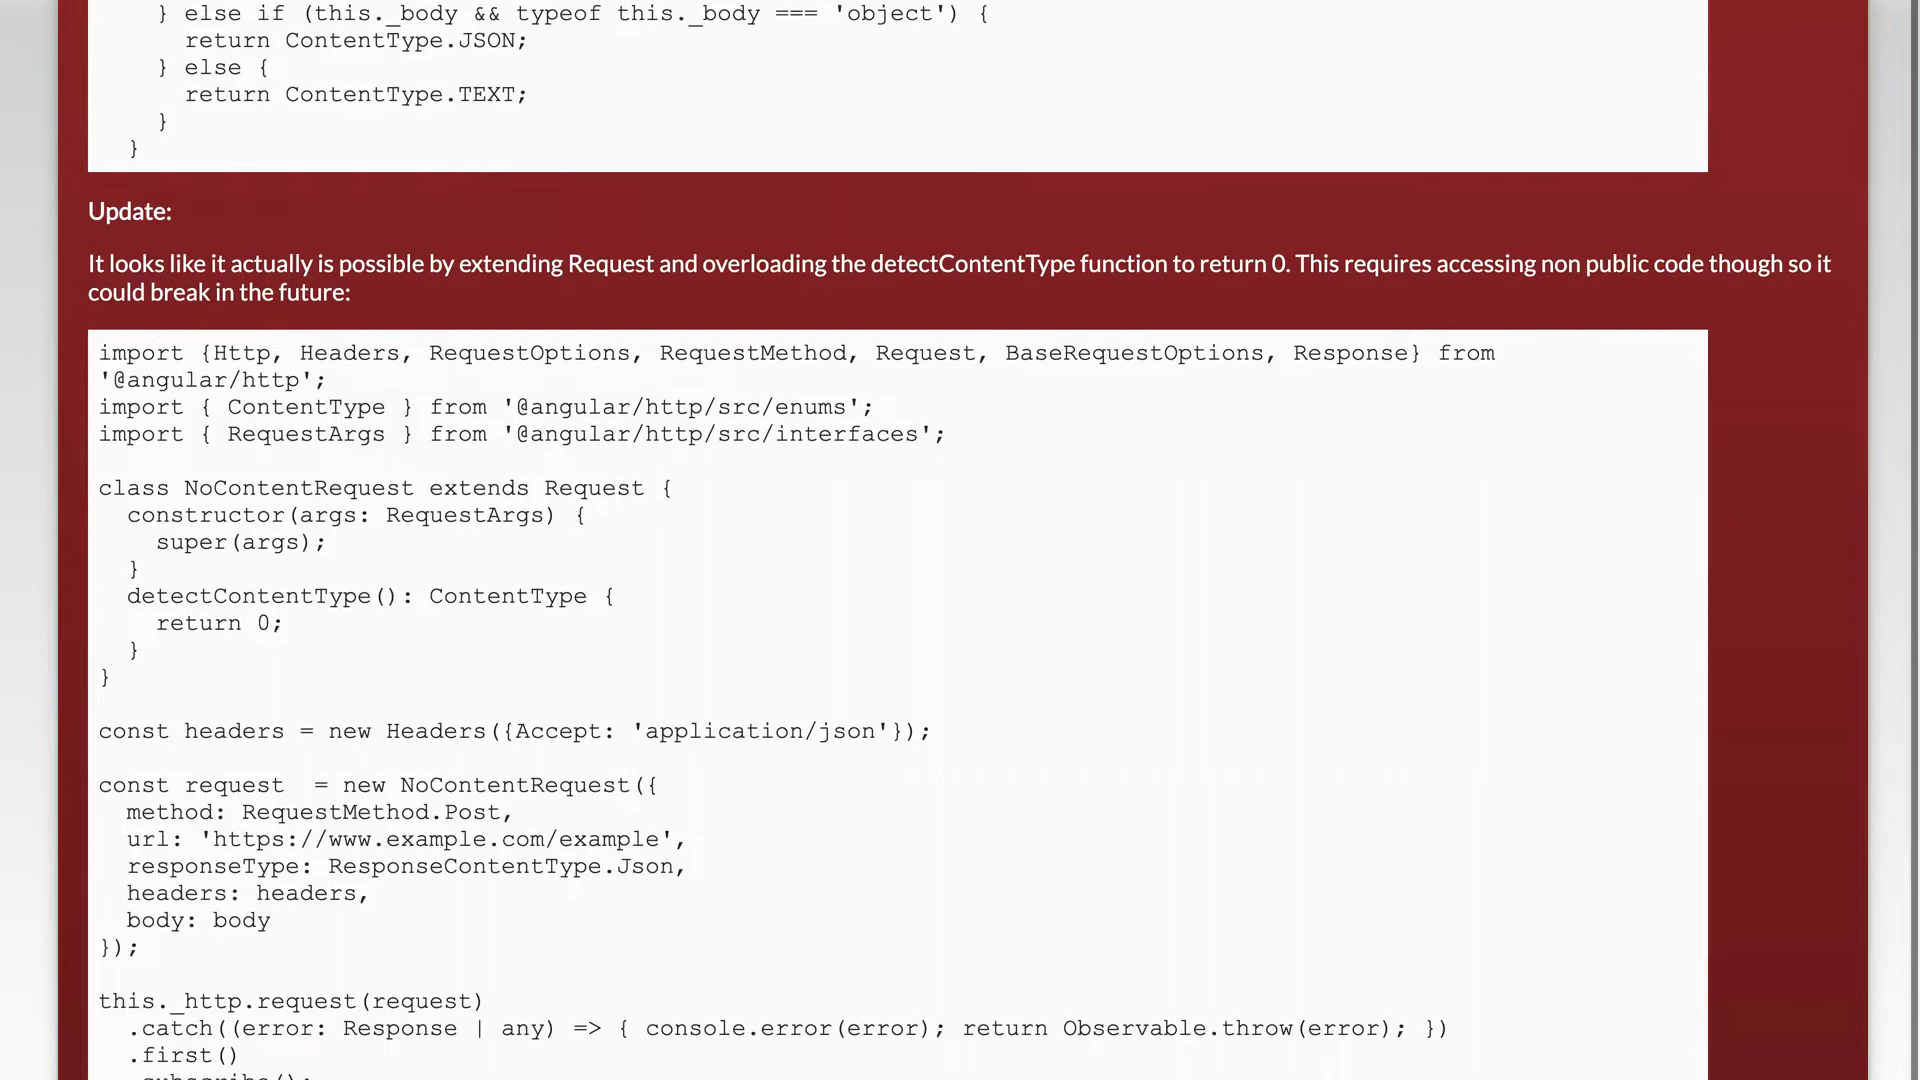 } else if (this._body && typeof this._body === 'object') {
return ContentType.JSON;
} else {
return ContentType.TEXT;
}
}
Update:
It looks like it actually is possible by extending Request and overloading the detectContentType function to return 0. This requires accessing non public code though so it
could break in the future:
import {Http, Headers, RequestOptions, RequestMethod, Request, BaseRequestOptions, Response} from
'@angular/http';
import { ContentType } from '@angular/http/src/enums';
import { RequestArgs } from '@angular/http/src/interfaces';
class NoContentRequest extends Request {
constructor(args: RequestArgs) {
super(args);
}
detectContentType(): ContentType {
return 0;
}
}
const headers = new Headers({Accept: 'application/json'});
const request  = new NoContentRequest({
method: RequestMethod.Post,
url: 'https://www.example.com/example',
responseType: ResponseContentType.Json,
headers: headers,
body: body
});
this._http.request(request)
.catch((error: Response | any) => { console.error(error); return Observable.throw(error); })
.first()
.subscribe();